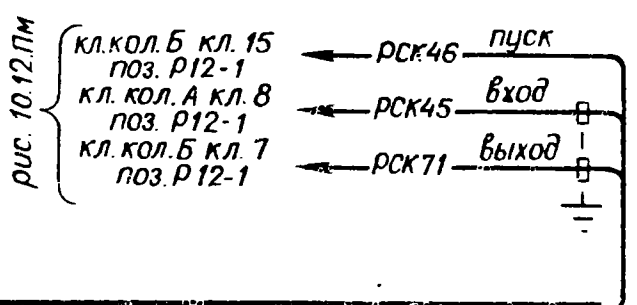 рис. 10.12.Пм
кл.кол. Б кл. 15 РСК46 пуск
поз. Р12-1
кл. кол. А кл. 8 РСК45 вход
поз. Р12-1
кл. кол. Б кл. 7 РСК71 выход
поз. Р12-1